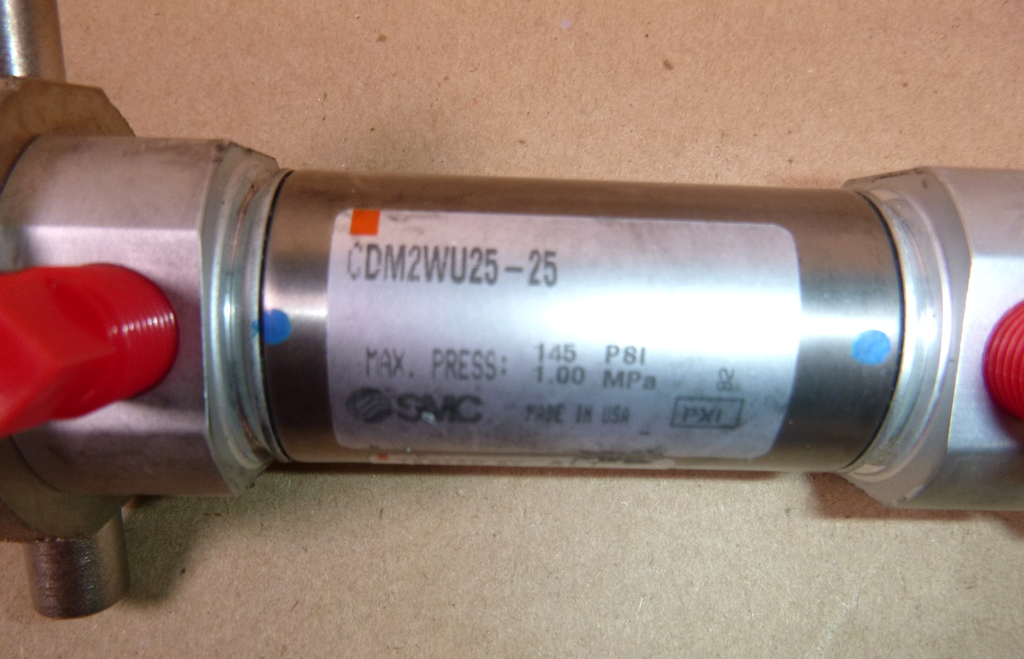 CDM2WU25-25
MAX. PRESS: 145 PSI
1.00 MPa
SMC MADE IN USA PXL